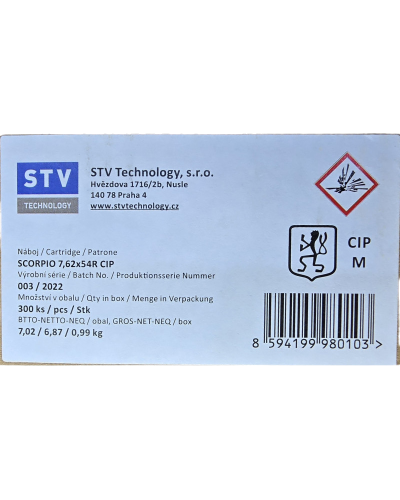 STV
TECHNOLOGY
STV Technology, s.r.o.
Hvězdova 1716/2b, Nusle
140 78 Praha 4
www.stvtechnology.cz
Náboj / Cartridge / Patrone
SCORPIO 7,62x54R CIP
Výrobní série / Batch No. / Produktionsserie Nummer
003 / 2022
Množství v obalu / Qty in box / Menge in Verpackung
300 ks / pcs / Stk
BTTO-NETTO-NEQ / obal, GROS-NET-NEQ / box
7,02 / 6,87 / 0,99 kg
CIP
M
8 594199 980103 >